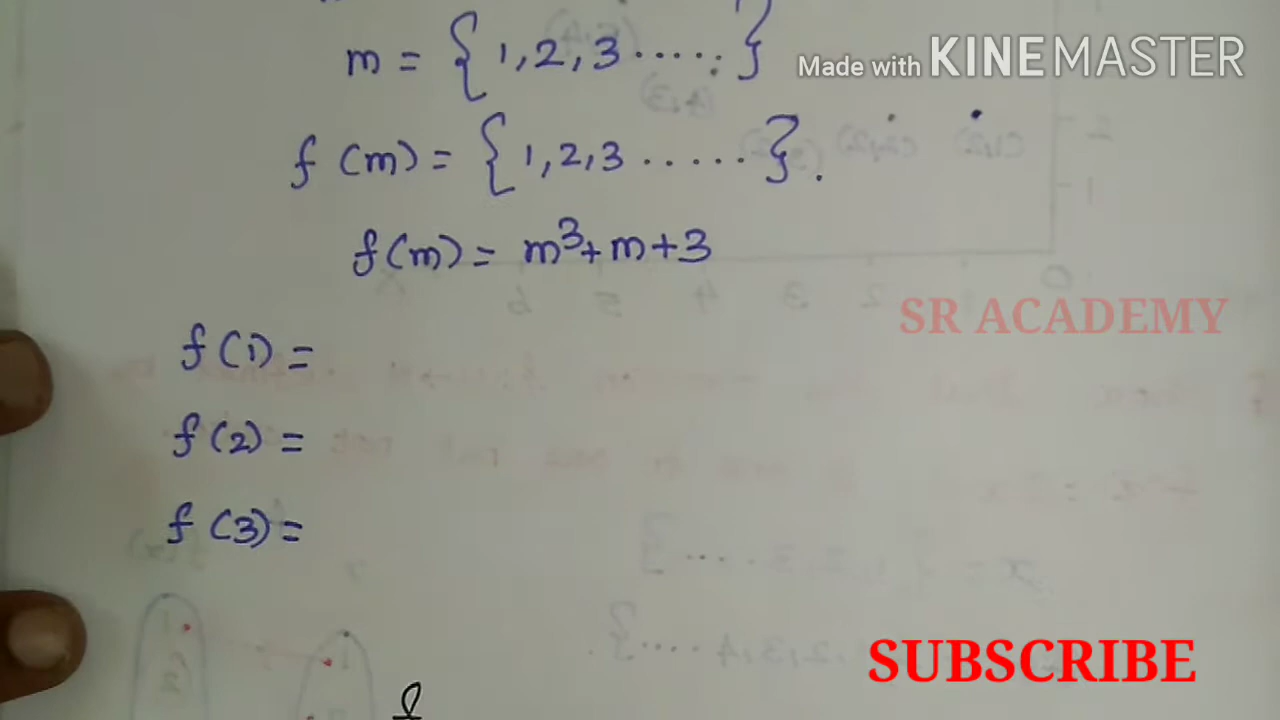 m = { 1, 2, 3 ..... }
Made with KINEMASTER
f (m) = { 1, 2, 3 ...... } .
f(m) = m³ + m + 3
SR ACADEMY
f (1) =
f (2) =
f (3) =
SUBSCRIBE